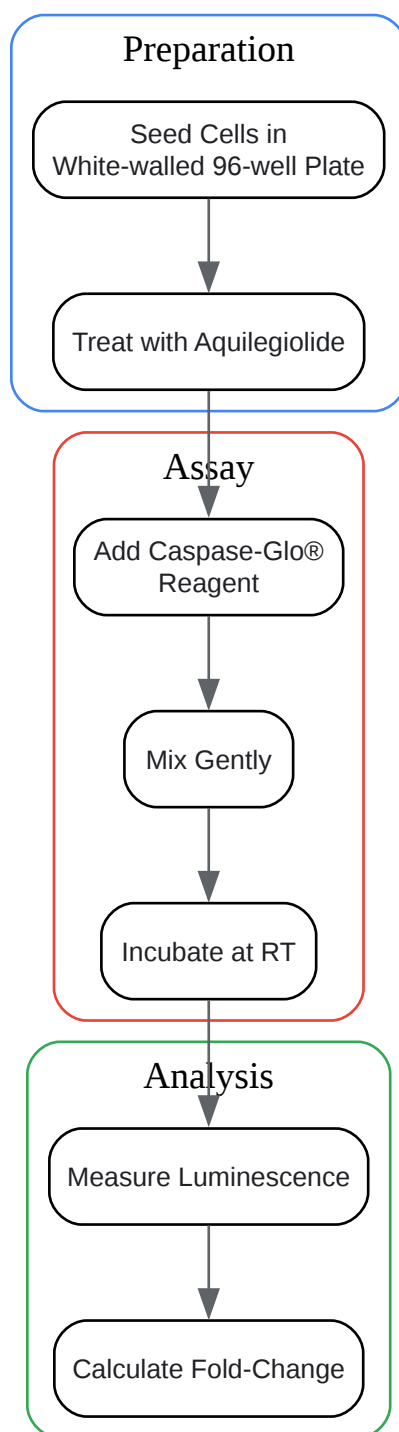 Preparation
Seed Cells in
White-walled 96-well Plate
Treat with Aquilegiolide
Assay
Add Caspase-Glo®
Reagent
Mix Gently
Incubate at RT
Analysis
Measure Luminescence
Calculate Fold-Change